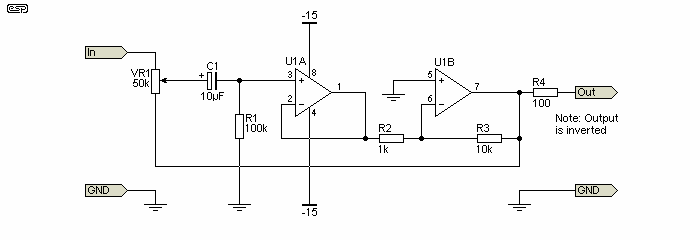 esp
-15
In
VR1
50k
C1
+
10µF
R1
100k
U1A
3
+
8
2
−
4
1
-15
R2
1k
U1B
5
+
6
−
7
R3
10k
R4
100
Out
Note: Output
is inverted
GND
GND